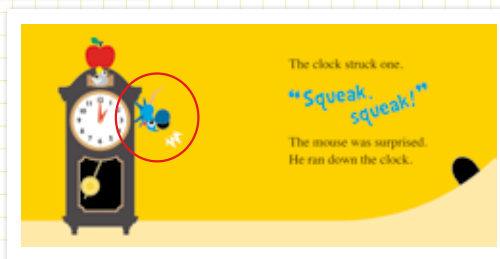 The clock struck one.
“Squeak,
squeak!”
The mouse was surprised.
He ran down the clock.